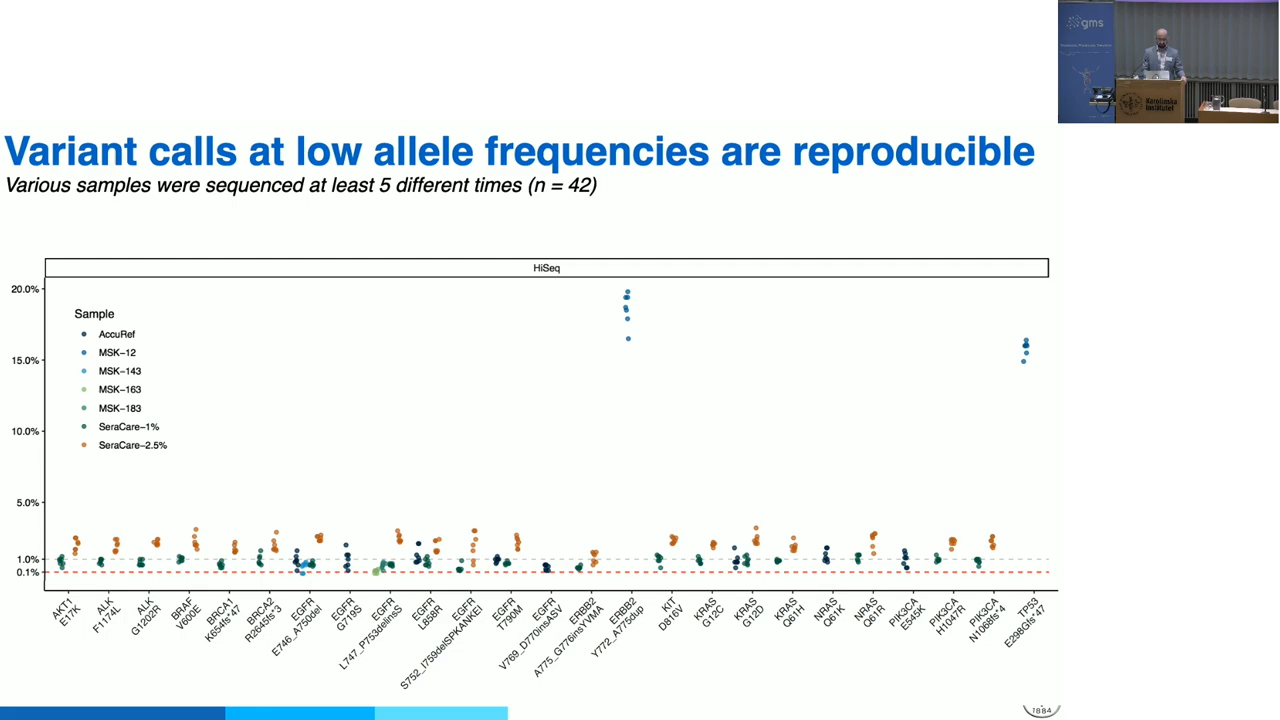 gms
Karolinska
Institutet
Variant calls at low allele frequencies are reproducible
Various samples were sequenced at least 5 different times (n = 42)
HiSeq
20.0%
15.0%
10.0%
5.0%
1.0%
0.1%
Sample
AccuRef
MSK-12
MSK-143
MSK-163
MSK-183
SeraCare-1%
SeraCare-2.5%
AKT1
E17K
ALK
F1174L
ALK
G1202R
BRAF
V600E
BRCA1
K654fs*47
BRCA2
R2645fs*3
EGFR
E746_A750del
EGFR
G719S
EGFR
L747_P753delinsS
EGFR
L858R
EGFR
S752_I759delSPKANKEI
EGFR
T790M
EGFR
V769_D770insASV
ERBB2
A775_G776insYVMA
ERBB2
Y772_A775dup
KIT
D816V
KRAS
G12C
KRAS
G12D
KRAS
Q61H
NRAS
Q61K
NRAS
Q61R
PIK3CA
E545K
PIK3CA
H1047R
PIK3CA
N1068fs*4
TP53
E298Gfs*47
1884